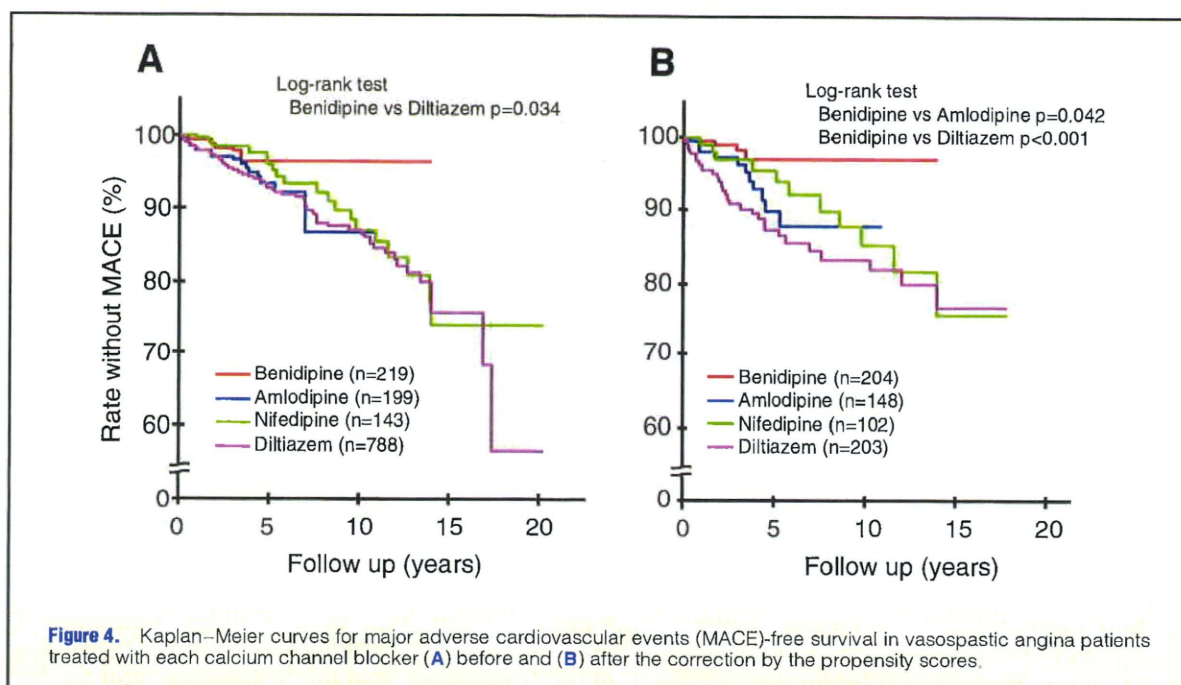 A
Log-rank test
Benidipine vs Diltiazem p=0.034
Rate without MACE (%)
100
90
80
70
60
0
Benidipine (n=219)
Amlodipine (n=199)
Nifedipine (n=143)
Diltiazem (n=788)
0 5 10 15 20
Follow up (years)
B
Log-rank test
Benidipine vs Amlodipine p=0.042
Benidipine vs Diltiazem p<0.001
100
90
80
70
60
0
Benidipine (n=204)
Amlodipine (n=148)
Nifedipine (n=102)
Diltiazem (n=203)
0 5 10 15 20
Follow up (years)
Figure 4. Kaplan–Meier curves for major adverse cardiovascular events (MACE)-free survival in vasospastic angina patients
treated with each calcium channel blocker (A) before and (B) after the correction by the propensity scores.